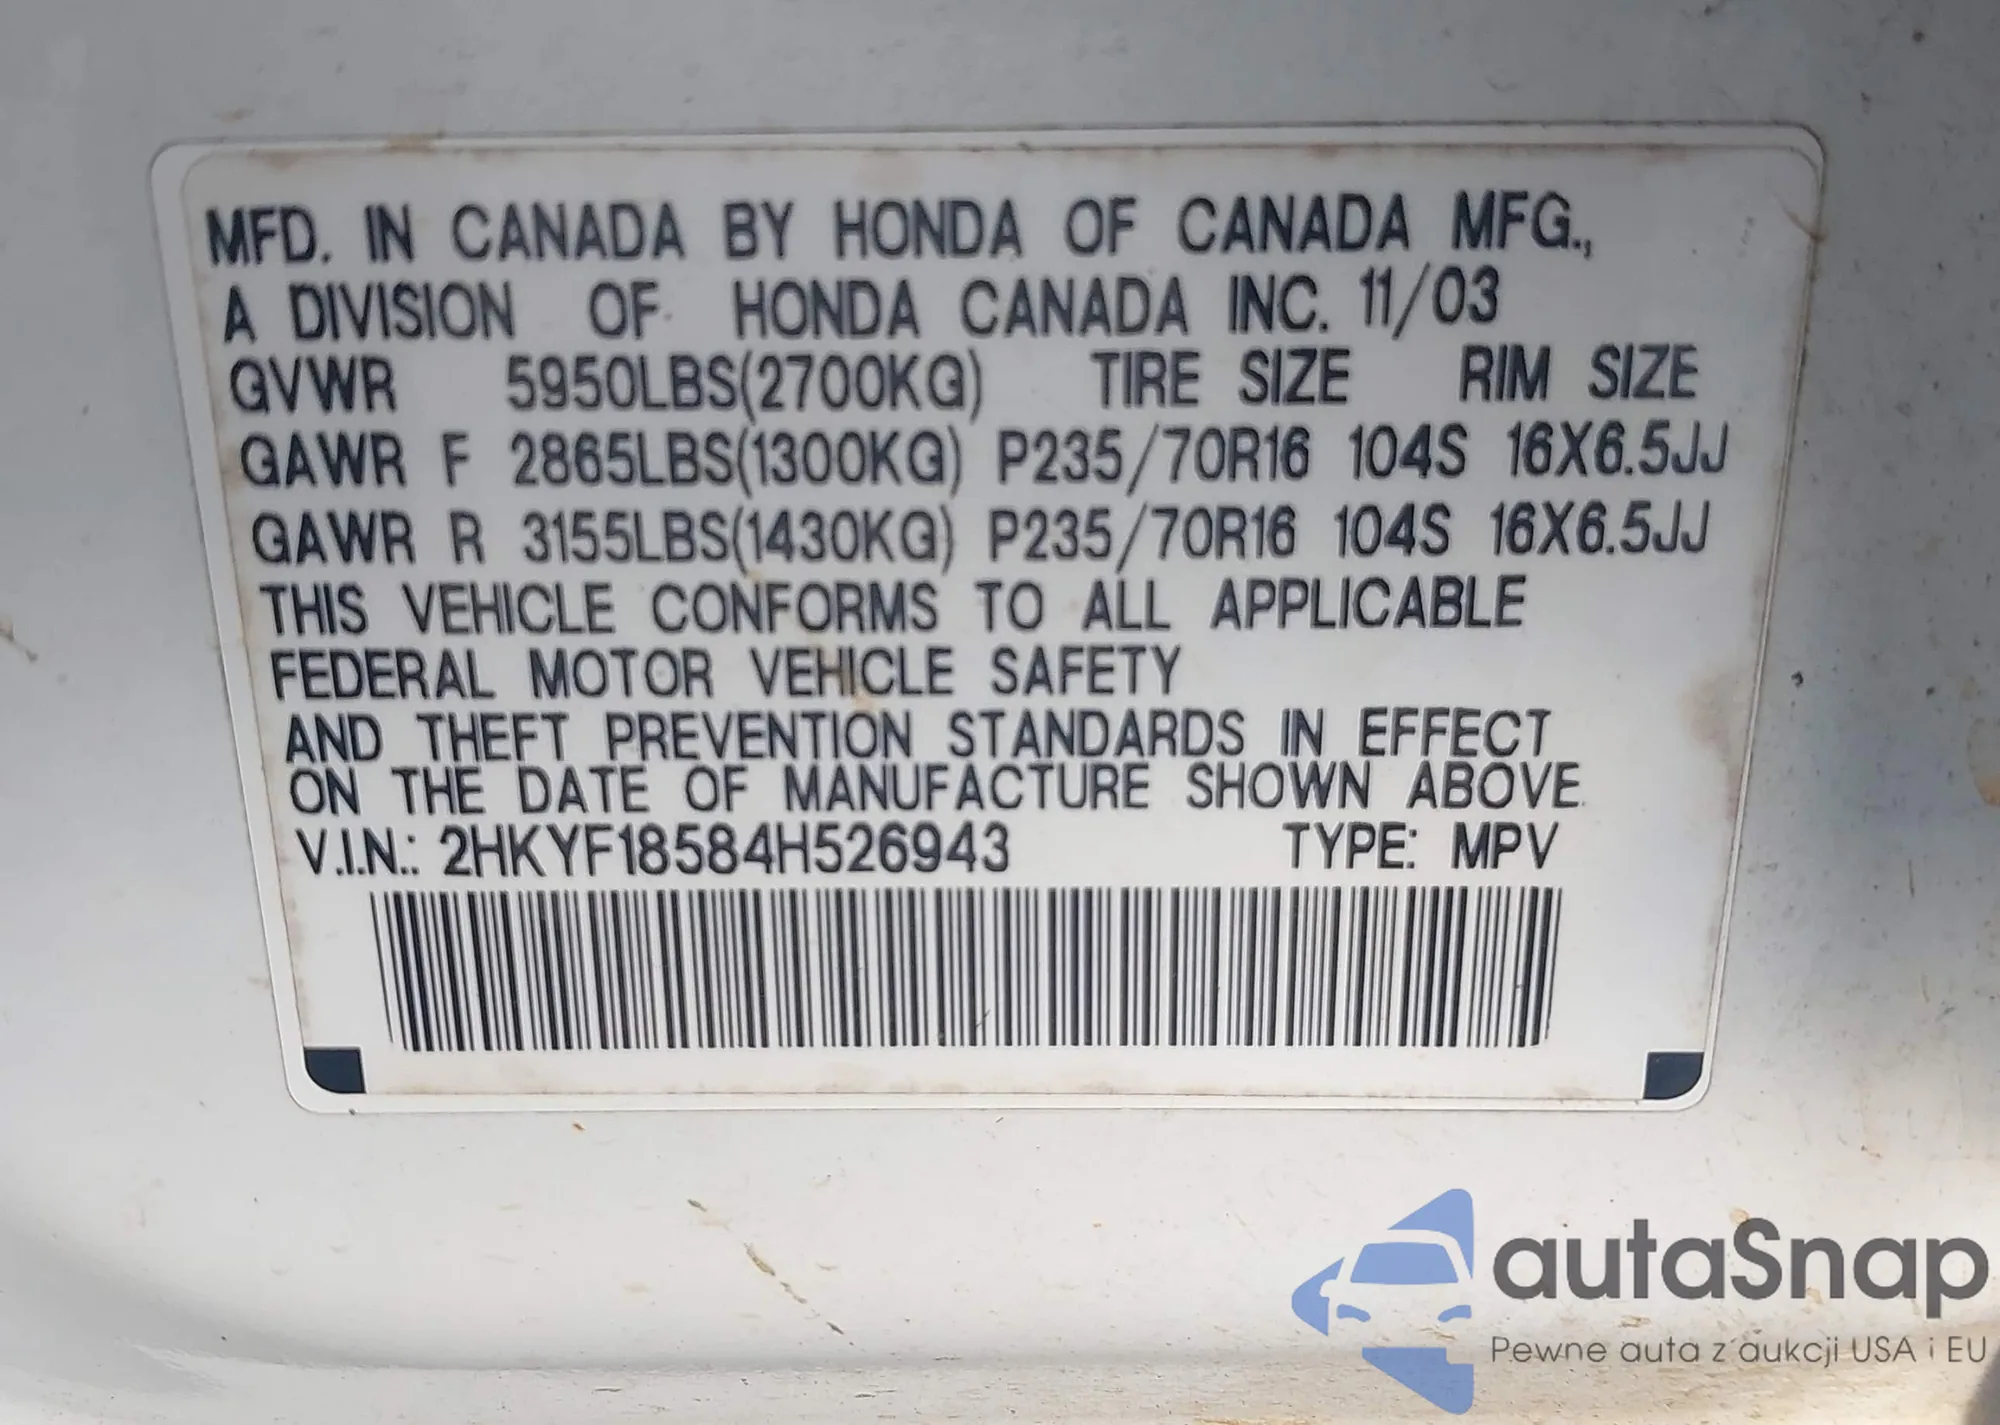 MFD. IN CANADA BY HONDA OF CANADA MFG.,
A DIVISION OF HONDA CANADA INC. 11/03
GVWR 5950LBS(2700KG) TIRE SIZE RIM SIZE
GAWR F 2865LBS(1300KG) P235/70R16 104S 16X6.5JJ
GAWR R 3155LBS(1430KG) P235/70R16 104S 16X6.5JJ
THIS VEHICLE CONFORMS TO ALL APPLICABLE
FEDERAL MOTOR VEHICLE SAFETY
AND THEFT PREVENTION STANDARDS IN EFFECT
ON THE DATE OF MANUFACTURE SHOWN ABOVE.
V.I.N.: 2HKYF18584H526943 TYPE: MPV
autaSnap
Pewne auta z aukcji USA i EU